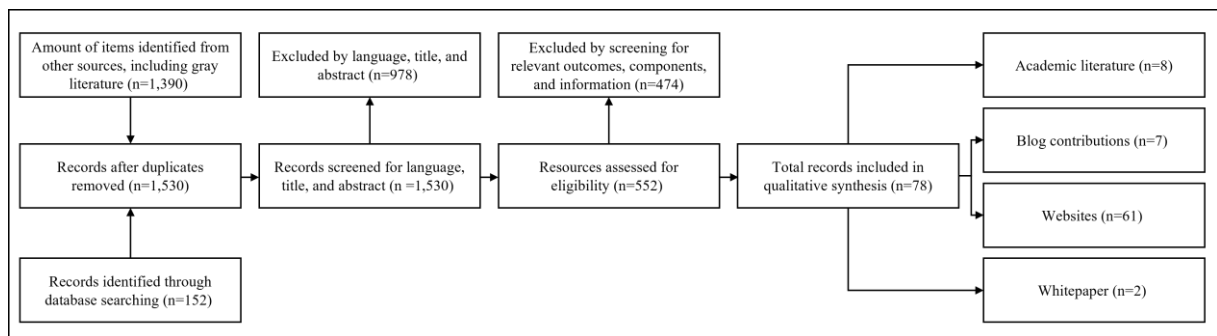 Amount of items identified from
other sources, including gray
literature (n=1,390)
Excluded by language, title, and
abstract (n=978)
Excluded by screening for
relevant outcomes, components,
and information (n=474)
Academic literature (n=8)
Blog contributions (n=7)
Records after duplicates
removed (n=1,530)
Records screened for language,
title, and abstract (n =1,530)
Resources assessed for
eligibility (n=552)
Total records included in
qualitative synthesis (n=78)
Websites (n=61)
Records identified through
database searching (n=152)
Whitepaper (n=2)